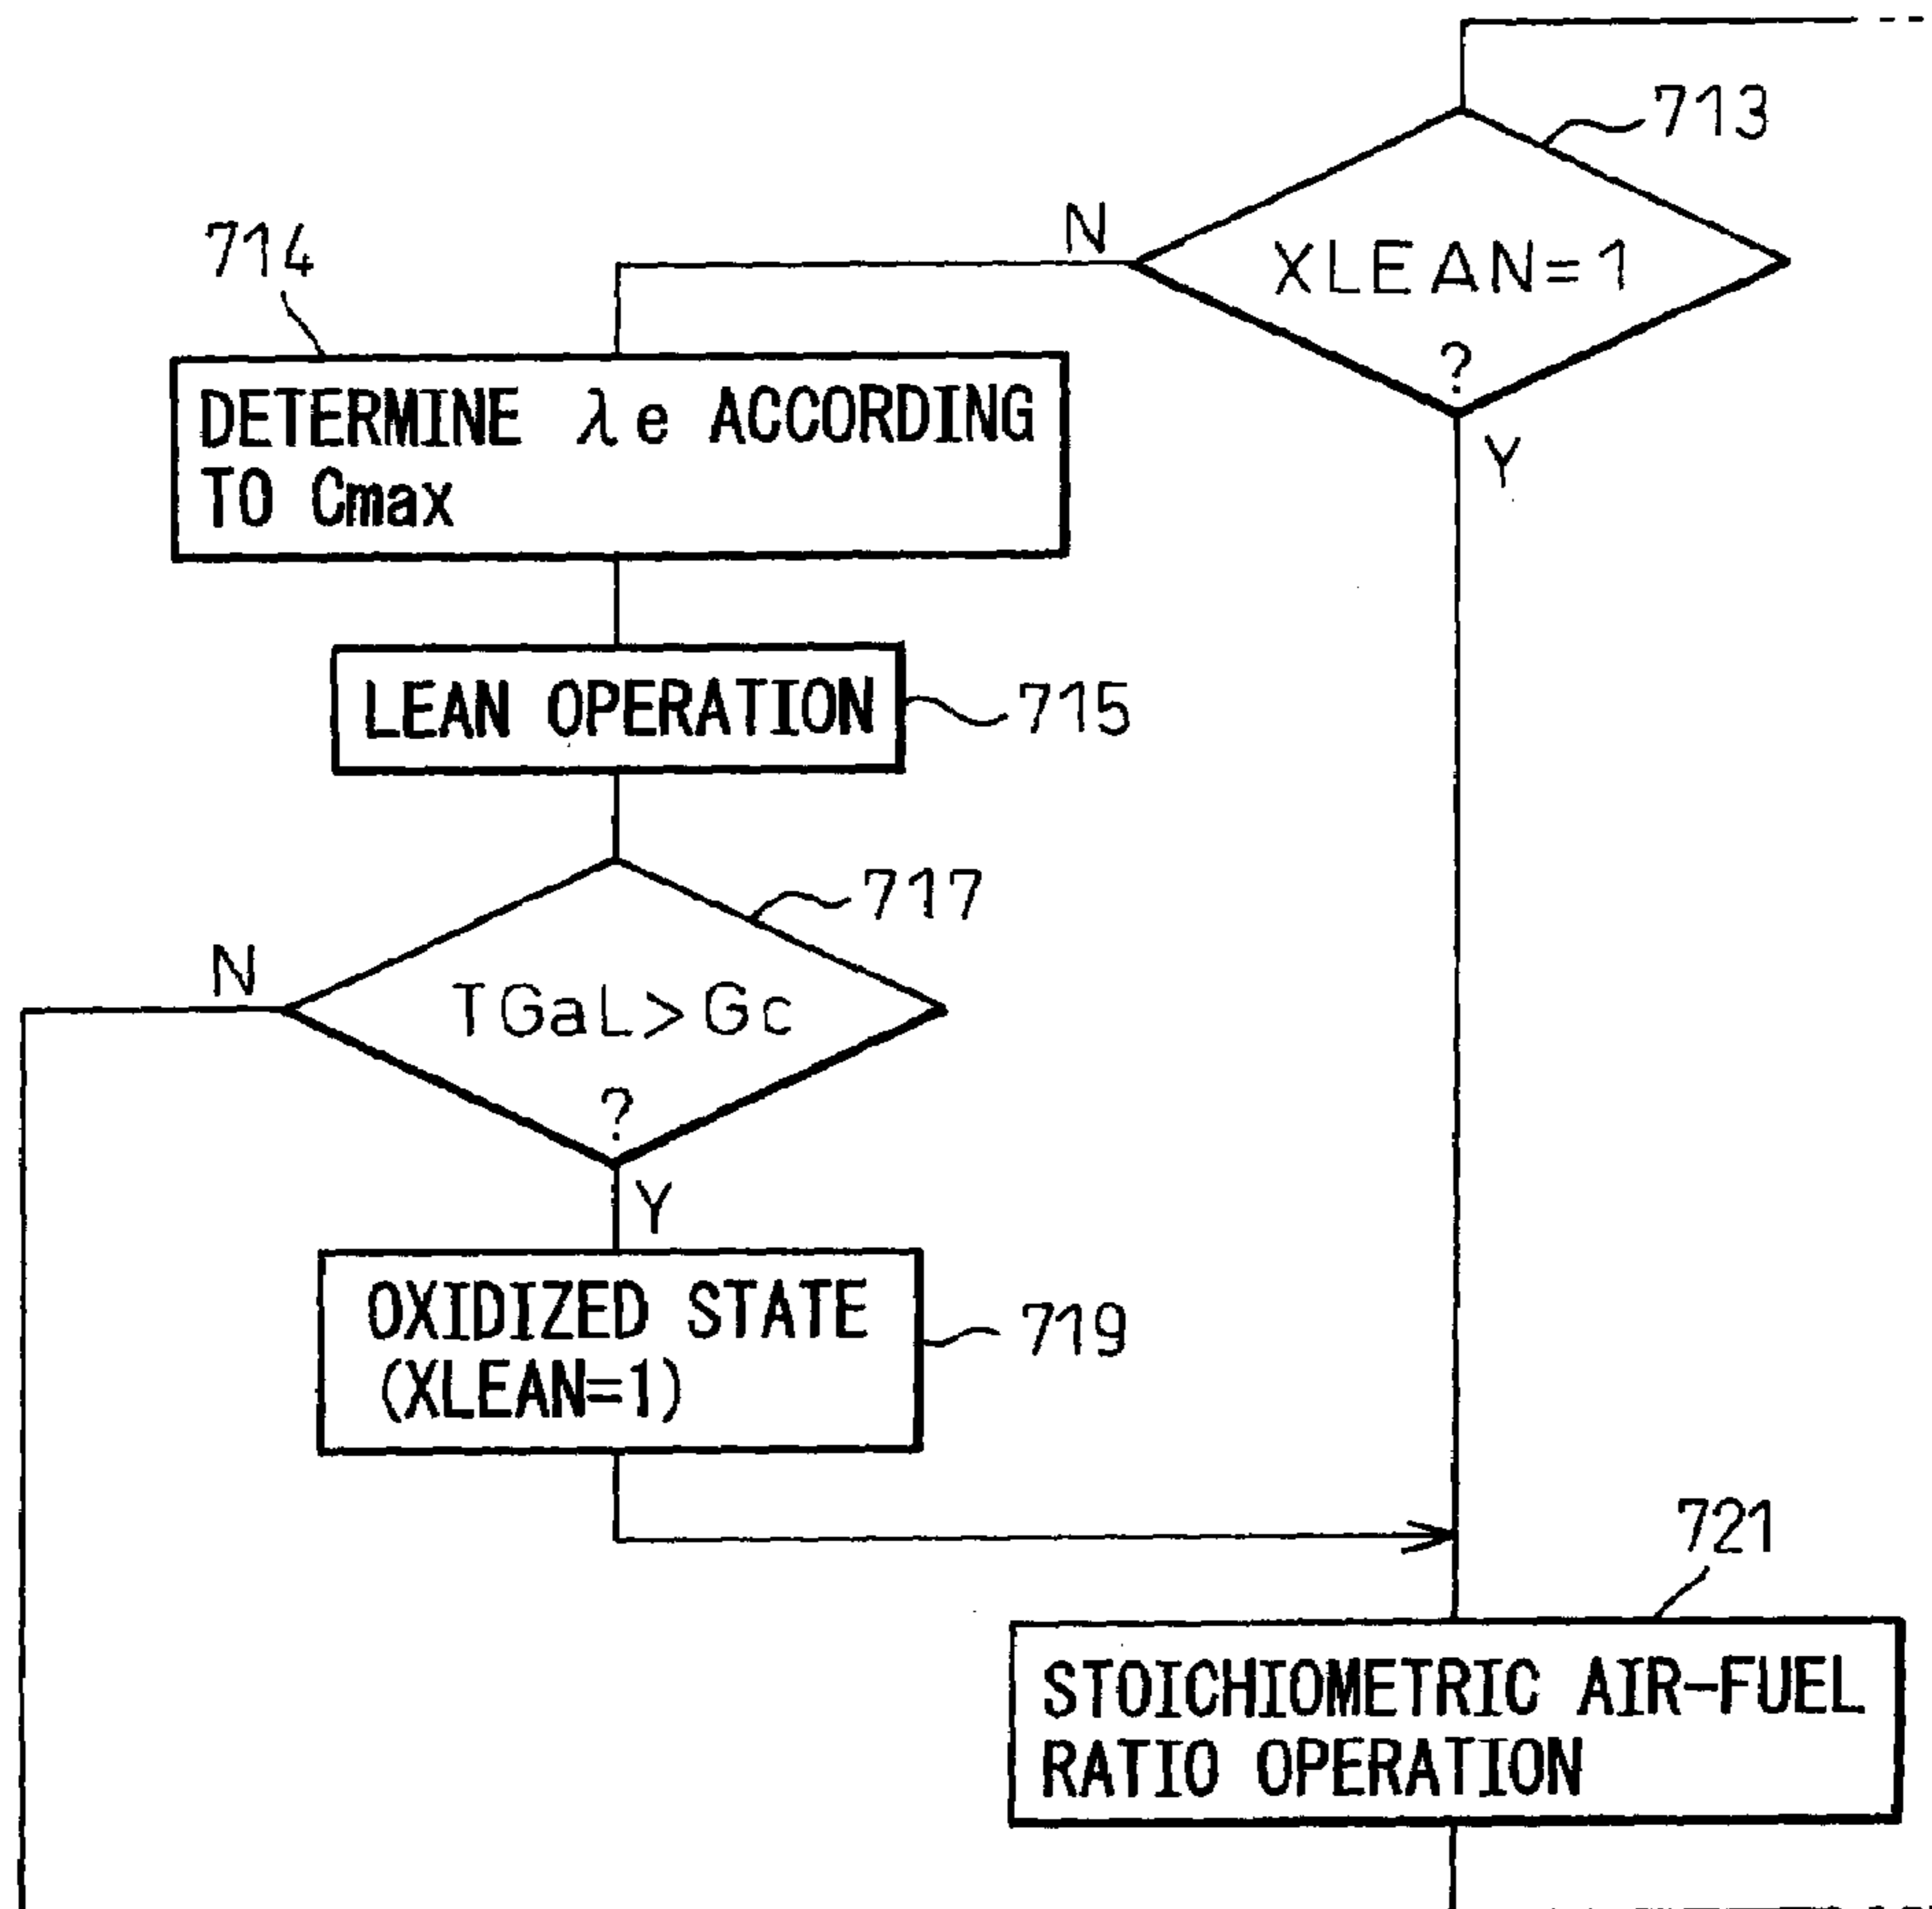 713
N
XLEAN=1
?
Y
714
DETERMINE λe ACCORDING
TO Cmax
LEAN OPERATION
715
717
N
TGaL>Gc
?
Y
OXIDIZED STATE
(XLEAN=1)
719
721
STOICHIOMETRIC AIR-FUEL
RATIO OPERATION